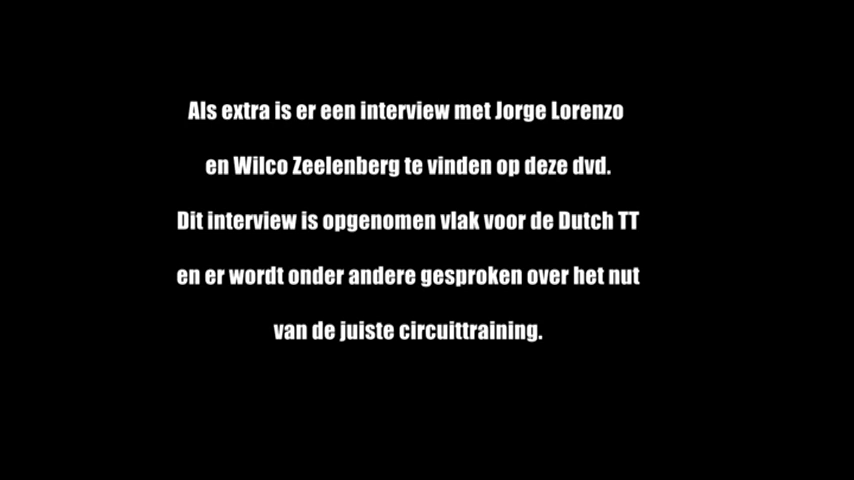 Als extra is er een interview met Jorge Lorenzo
en Wilco Zeelenberg te vinden op deze dvd.
Dit interview is opgenomen vlak voor de Dutch TT
en er wordt onder andere gesproken over het nut
van de juiste circuittraining.